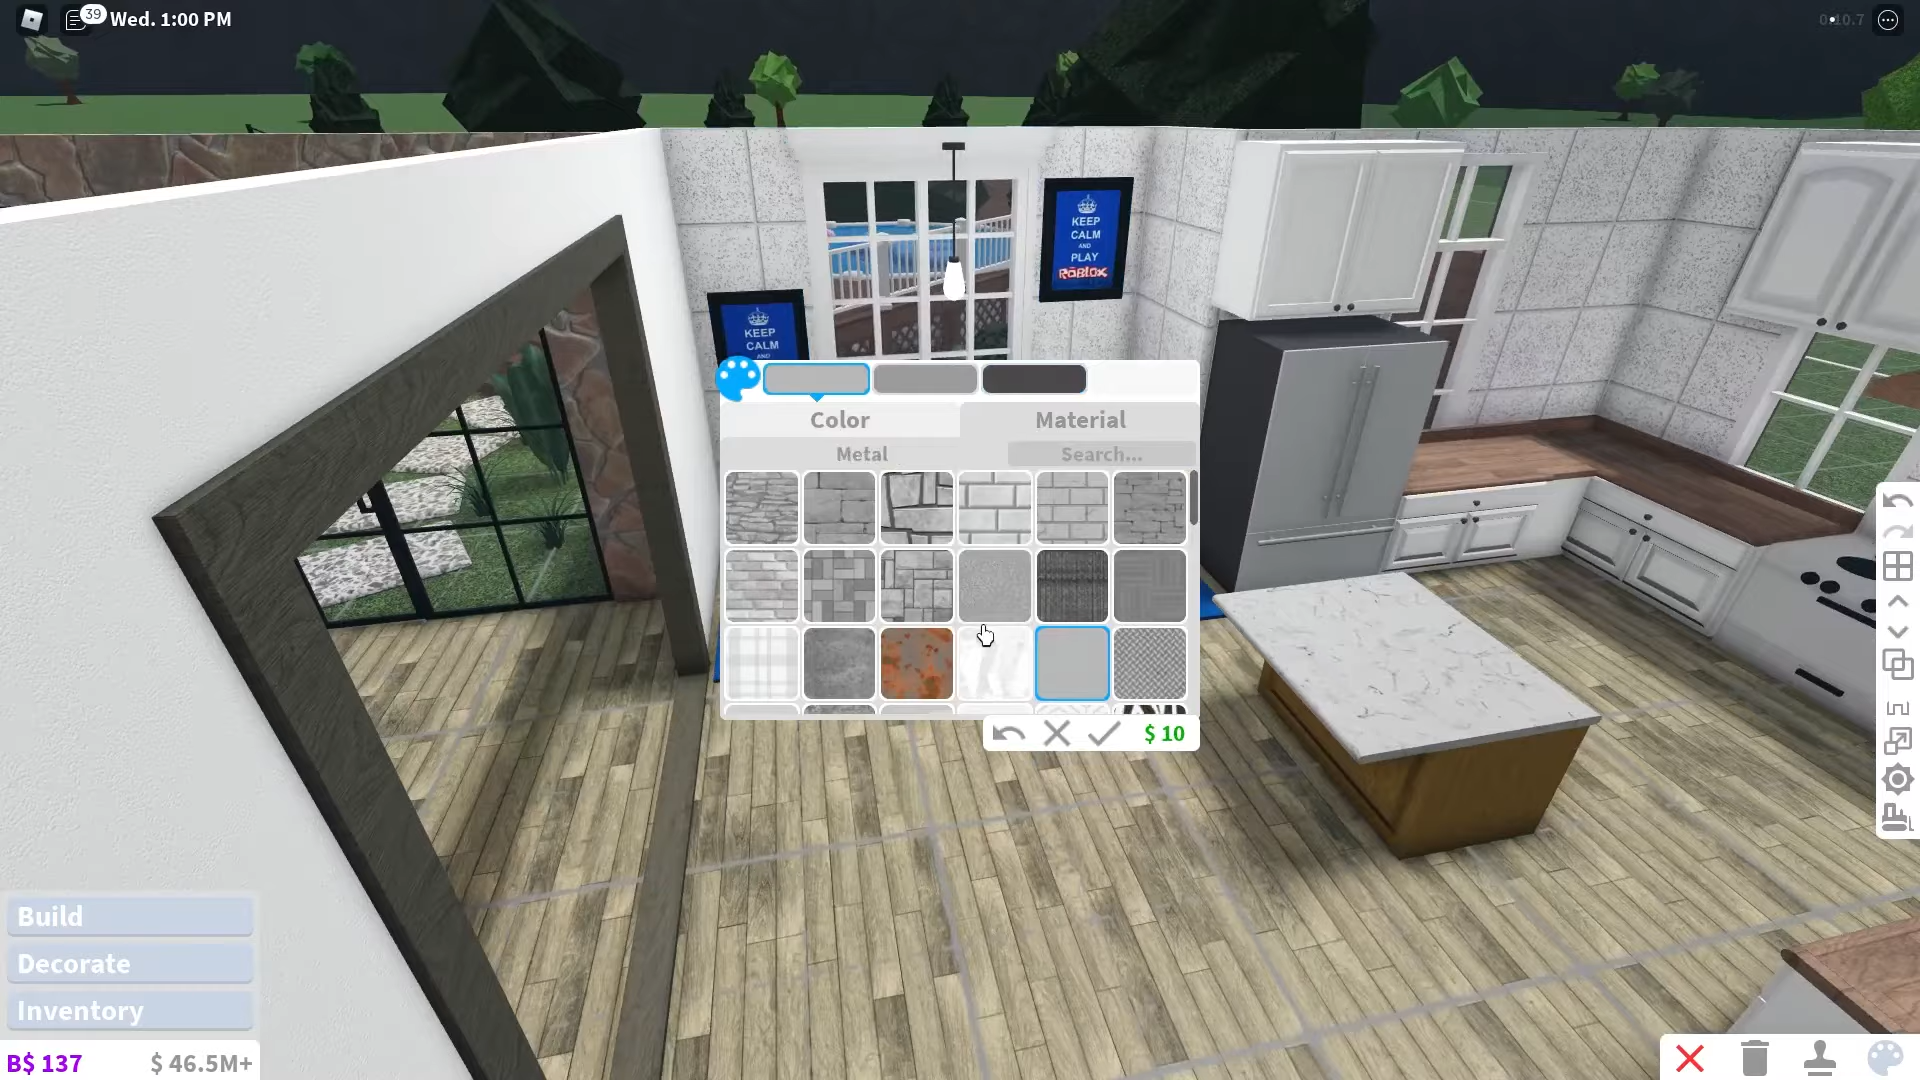 39
Wed. 1:00 PM
KEEP
CALM
AND
PLAY
ROBLOX
KEEP
CALM
AND
Color
Material
Metal
Search...
$ 10
Build
Decorate
Inventory
B$ 137
$ 46.5M+